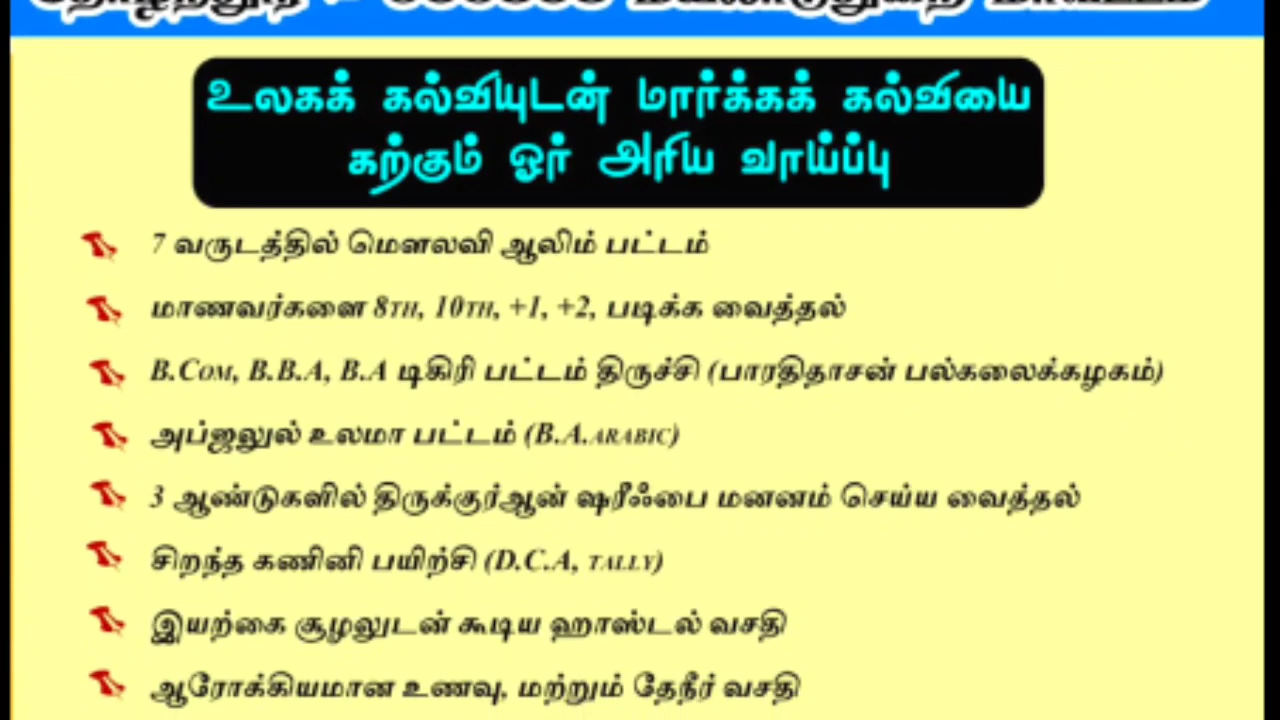 உலகக் கல்வியுடன் மார்க்கக் கல்வியை
கற்கும் ஓர் அரிய வாய்ப்பு
7 வருடத்தில் மௌலவி ஆலிம் பட்டம்
மாணவர்களை 8TH, 10TH, +1, +2, படிக்க வைத்தல்
B.COM, B.B.A, B.A டிகிரி பட்டம் திருச்சி (பாரதிதாசன் பல்கலைக்கழகம்)
அப்ஜலுல் உலமா பட்டம் (B.A.ARABIC)
3 ஆண்டுகளில் திருக்குர்ஆன் ஷரீஃபை மனனம் செய்ய வைத்தல்
சிறந்த கணினி பயிற்சி (D.C.A, TALLY)
இயற்கை சூழலுடன் கூடிய ஹாஸ்டல் வசதி
ஆரோக்கியமான உணவு, மற்றும் தேநீர் வசதி